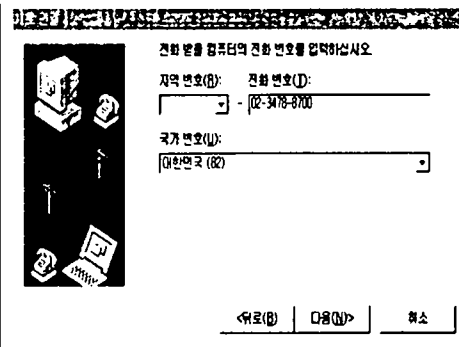 전화 받을 컴퓨터의 전화 번호를 입력하십시오
지역 번호(R): 전화 번호(T):
- 02-3478-8700
국가 번호(U):
대한민국 (82)
<뒤로(B) 다음(N)> 취소